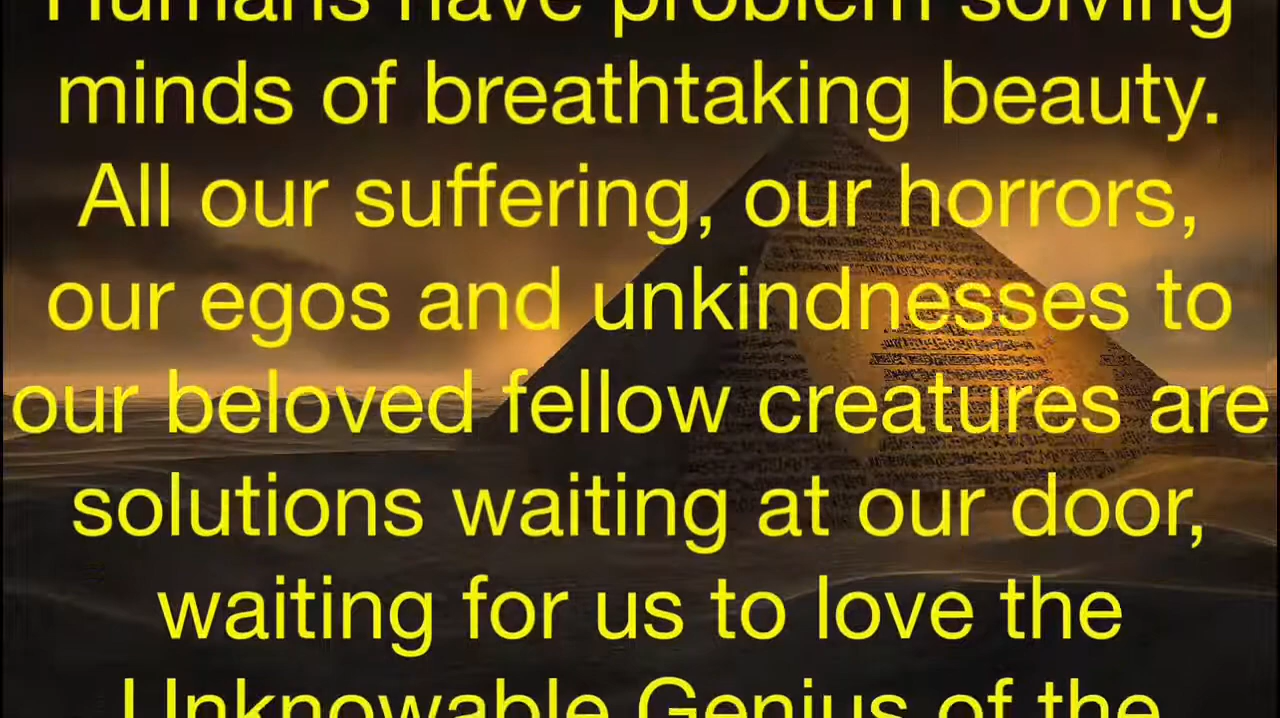 Humans have problem solving
minds of breathtaking beauty.
All our suffering, our horrors,
our egos and unkindnesses to
our beloved fellow creatures are
solutions waiting at our door,
waiting for us to love the
Unknowable Genius of the